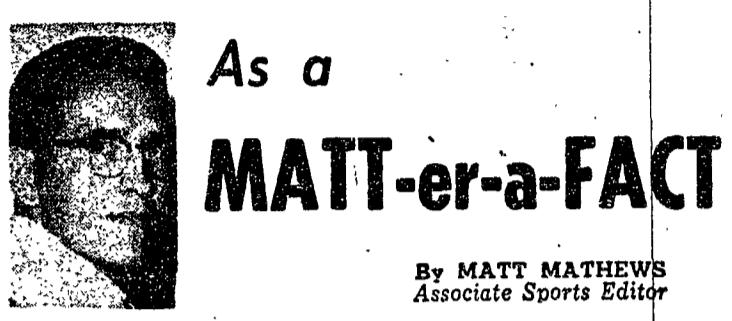 As a
MATT-er-a-FACT
By MATT MATHEWS
Associate Sports Editor